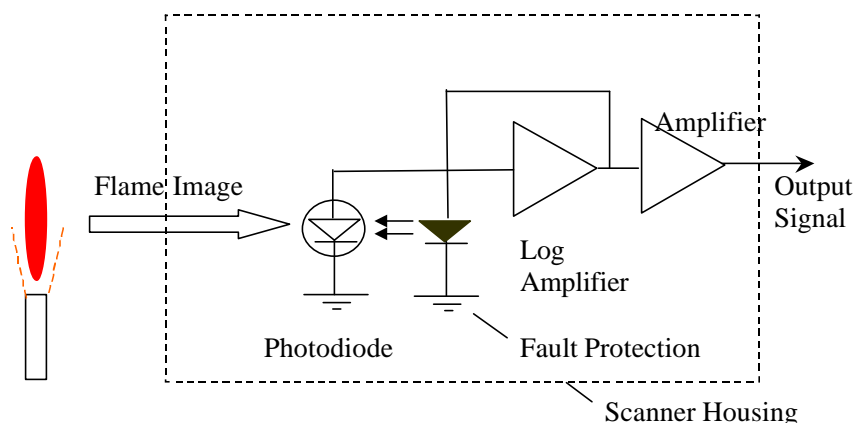 Amplifier
Flame Image
Output
Signal
Log
Amplifier
Photodiode
Fault Protection
Scanner Housing